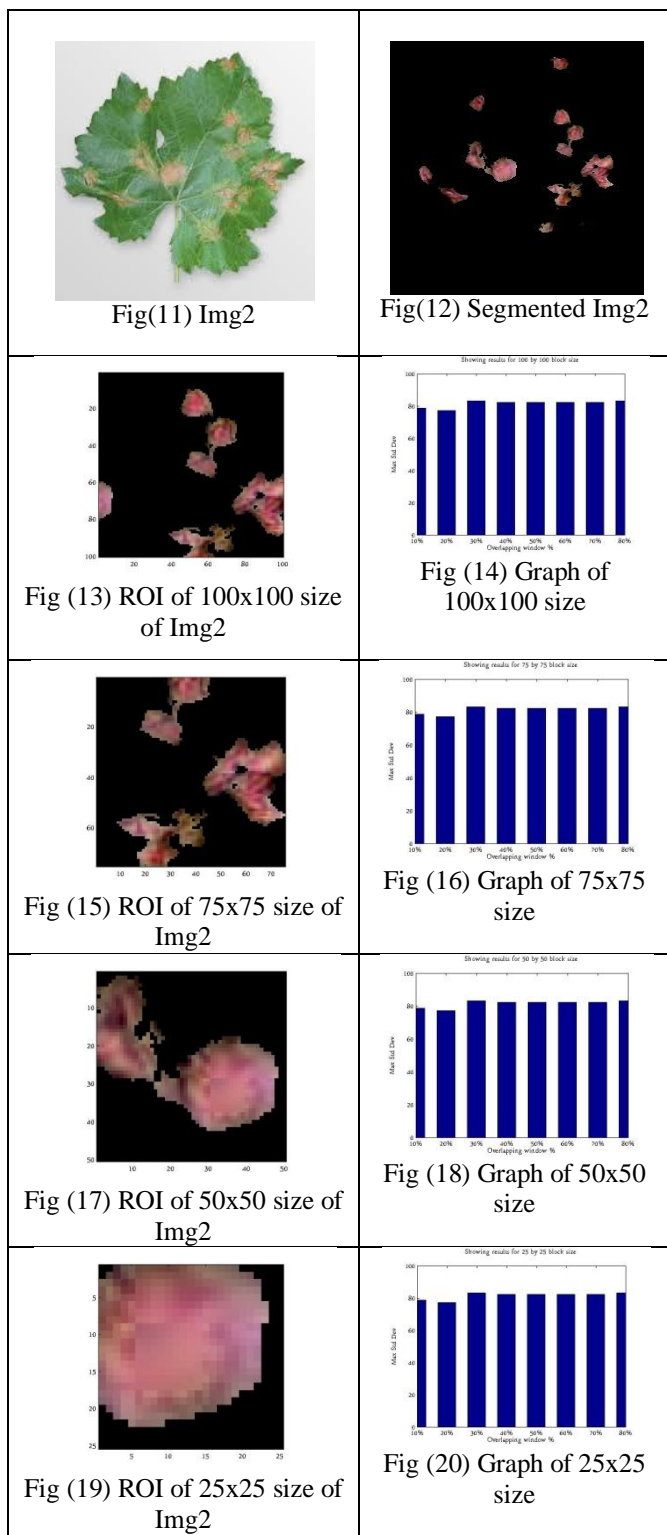 Fig(11) Img2
Fig(12) Segmented Img2
20
40
60
80
100
20
40
60
80
100
Fig (13) ROI of 100x100 size
of Img2
Showing results for 100 by 100 block size
Max Std Dev
100
80
60
40
20
0
10% 20% 30% 40% 50% 60% 70% 80%
Overlapping window %
Fig (14) Graph of
100x100 size
20
40
60
10 20 30 40 50 60 70
Fig (15) ROI of 75x75 size of
Img2
Showing results for 75 by 75 block size
Max Std Dev
100
80
60
40
20
0
10% 20% 30% 40% 50% 60% 70% 80%
Overlapping window %
Fig (16) Graph of 75x75
size
10
20
30
40
50
10 20 30 40 50
Fig (17) ROI of 50x50 size of
Img2
Showing results for 50 by 50 block size
Max Std Dev
100
80
60
40
20
0
10% 20% 30% 40% 50% 60% 70% 80%
Overlapping window %
Fig (18) Graph of 50x50
size
5
10
15
20
25
5 10 15 20 25
Fig (19) ROI of 25x25 size of
Img2
Showing results for 25 by 25 block size
Max Std Dev
100
80
60
40
20
0
10% 20% 30% 40% 50% 60% 70% 80%
Overlapping window %
Fig (20) Graph of 25x25
size